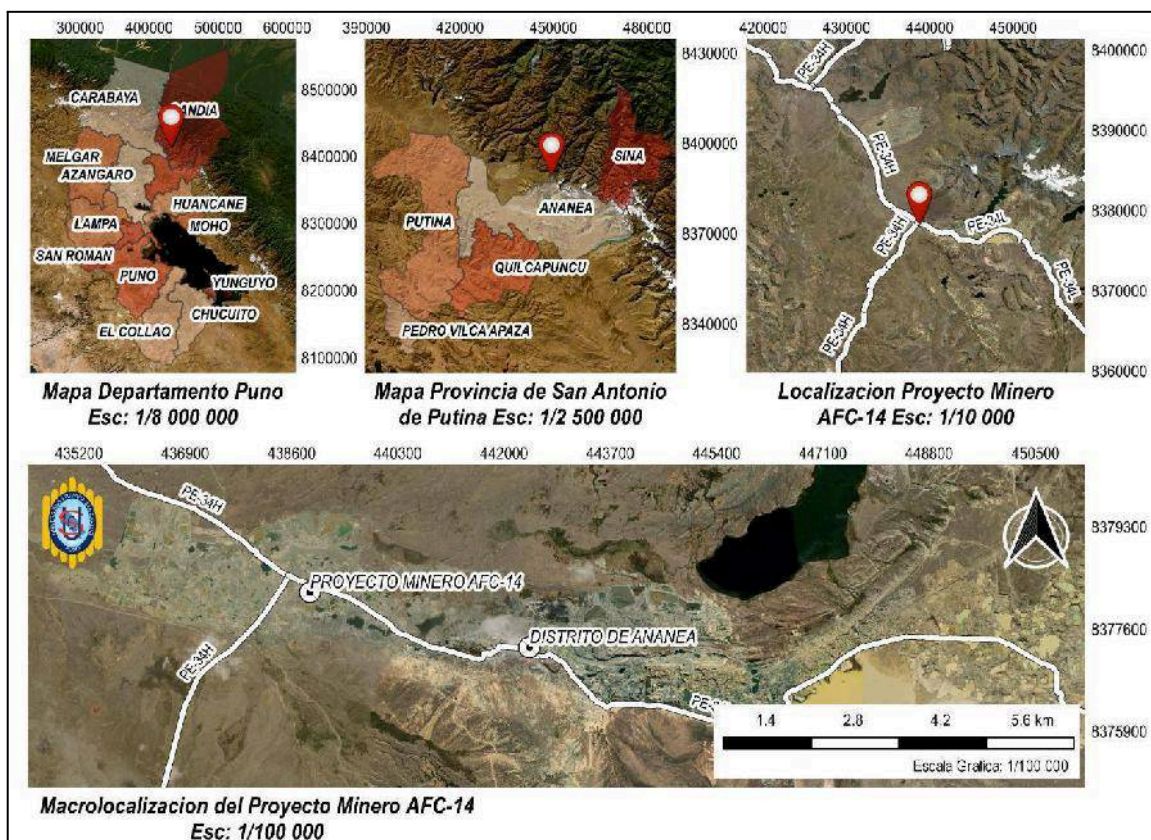 300000 400000 500000 600000
390000 420000 450000 480000
420000 430000 440000 450000
8500000
8400000
8300000
8200000
8100000
CARABAYA
ANDIA
MELGAR
AZANGARO
HUANCANE
LAMPA
MOHO
SAN ROMAN
PUNO
YUNGUYO
CHUCUITO
EL COLLAO
8430000
8400000
8370000
8340000
SINA
PUTINA
ANANEA
QUILCAPUNCU
PEDRO VILCA APAZA
8400000
8390000
8380000
8370000
8360000
PE-34H
PE-34H
PE-34H
PE-34L
PE-34L
PE-34H
Mapa Departamento Puno
Esc: 1/8 000 000
Mapa Provincia de San Antonio
de Putina Esc: 1/2 500 000
Localizacion Proyecto Minero
AFC-14 Esc: 1/10 000
435200 436900 438600 440300 442000 443700 445400 447100 448800 450500
8379300
8377600
8375900
PE-34H
PROYECTO MINERO AFC-14
DISTRITO DE ANANEA
PE-34H
1.4 2.8 4.2 5.6 km
Escala Grafica: 1/100 000
Macrolocalizacion del Proyecto Minero AFC-14
Esc: 1/100 000